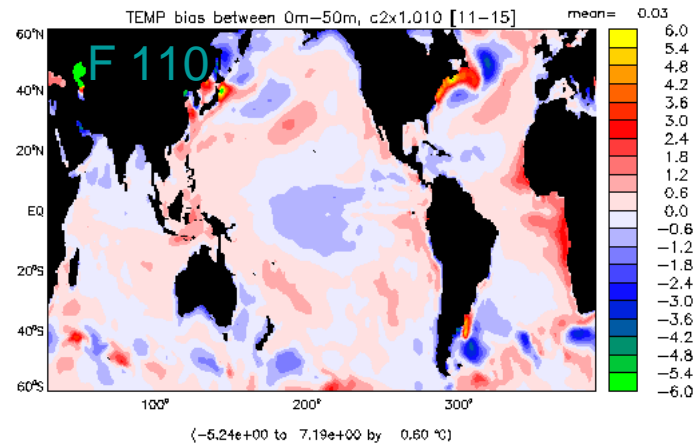 TEMP bias between 0m-50m, c2x1.010 [11-15]
mean= 0.03
F 110
60°N
40°N
20°N
EQ
20°S
40°S
60°S
100°
200°
300°
6.0
5.4
4.8
4.2
3.6
3.0
2.4
1.8
1.2
0.6
0.0
-0.6
-1.2
-1.8
-2.4
-3.0
-3.6
-4.2
-4.8
-5.4
-6.0
(-5.24e+00 to 7.19e+00 by 0.60 °C)